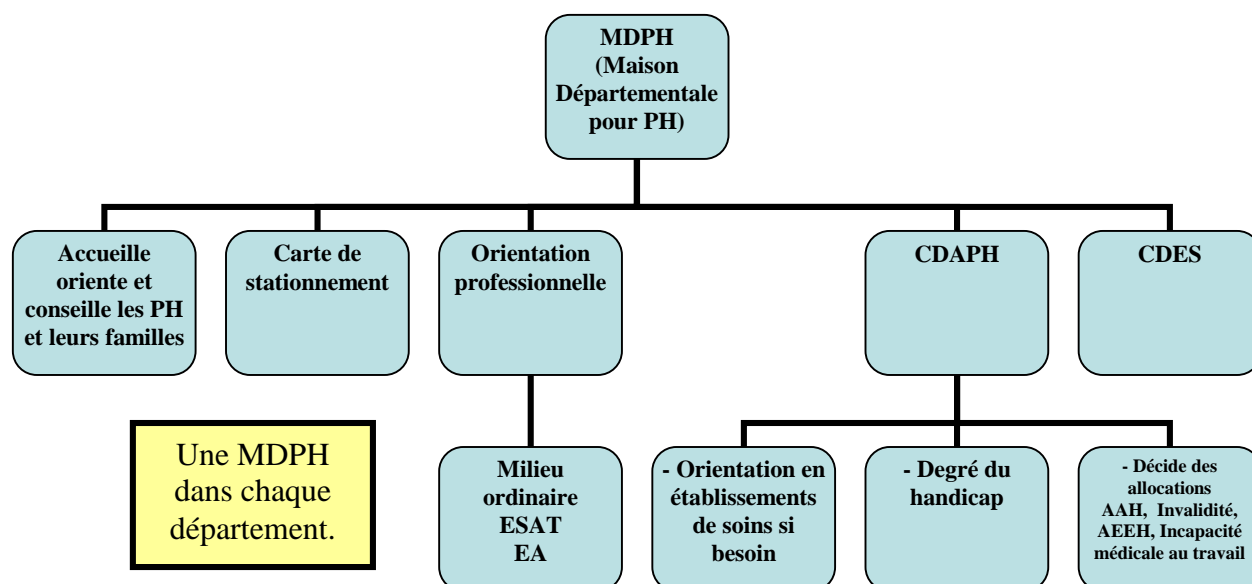 MDPH
(Maison
Départementale
pour PH)
Accueille
oriente et
conseille les PH
et leurs familles
Carte de
stationnement
Orientation
professionnelle
CDAPH
CDES
Une MDPH
dans chaque
département.
Milieu
ordinaire
ESAT
EA
- Orientation en
établissements
de soins si
besoin
- Degré du
handicap
- Décide des
allocations
AAH, Invalidité,
AEEH, Incapacité
médicale au travail